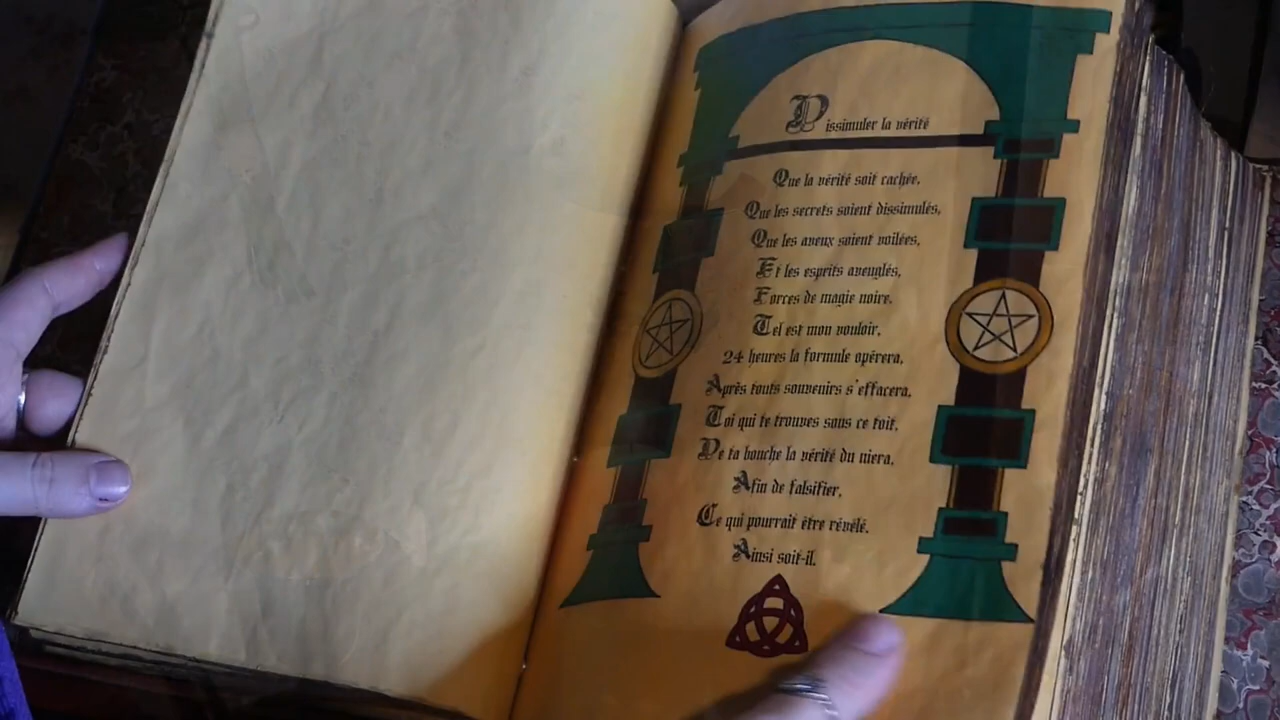 Dissimuler la vérité
Que la vérité soit cachée,
Que les secrets soient dissimulés,
Que les aveux soient voilées,
Et les esprits aveuglés,
Forces de magie noire.
Tel est mon vouloir,
24 heures la formule opérera,
Après touts souvenirs s'effacera,
Toi qui te trouves sous ce toit,
De ta bouche la vérité du niera,
Afin de falsifier,
Ce qui pourrait être révélé.
Ainsi soit-il.